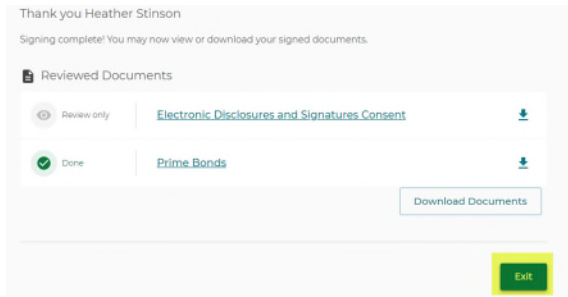 Thank you Heather Stinson
Signing complete! You may now view or download your signed documents.
Reviewed Documents
Review only Electronic Disclosures and Signatures Consent
Done Prime Bonds
Download Documents
Exit